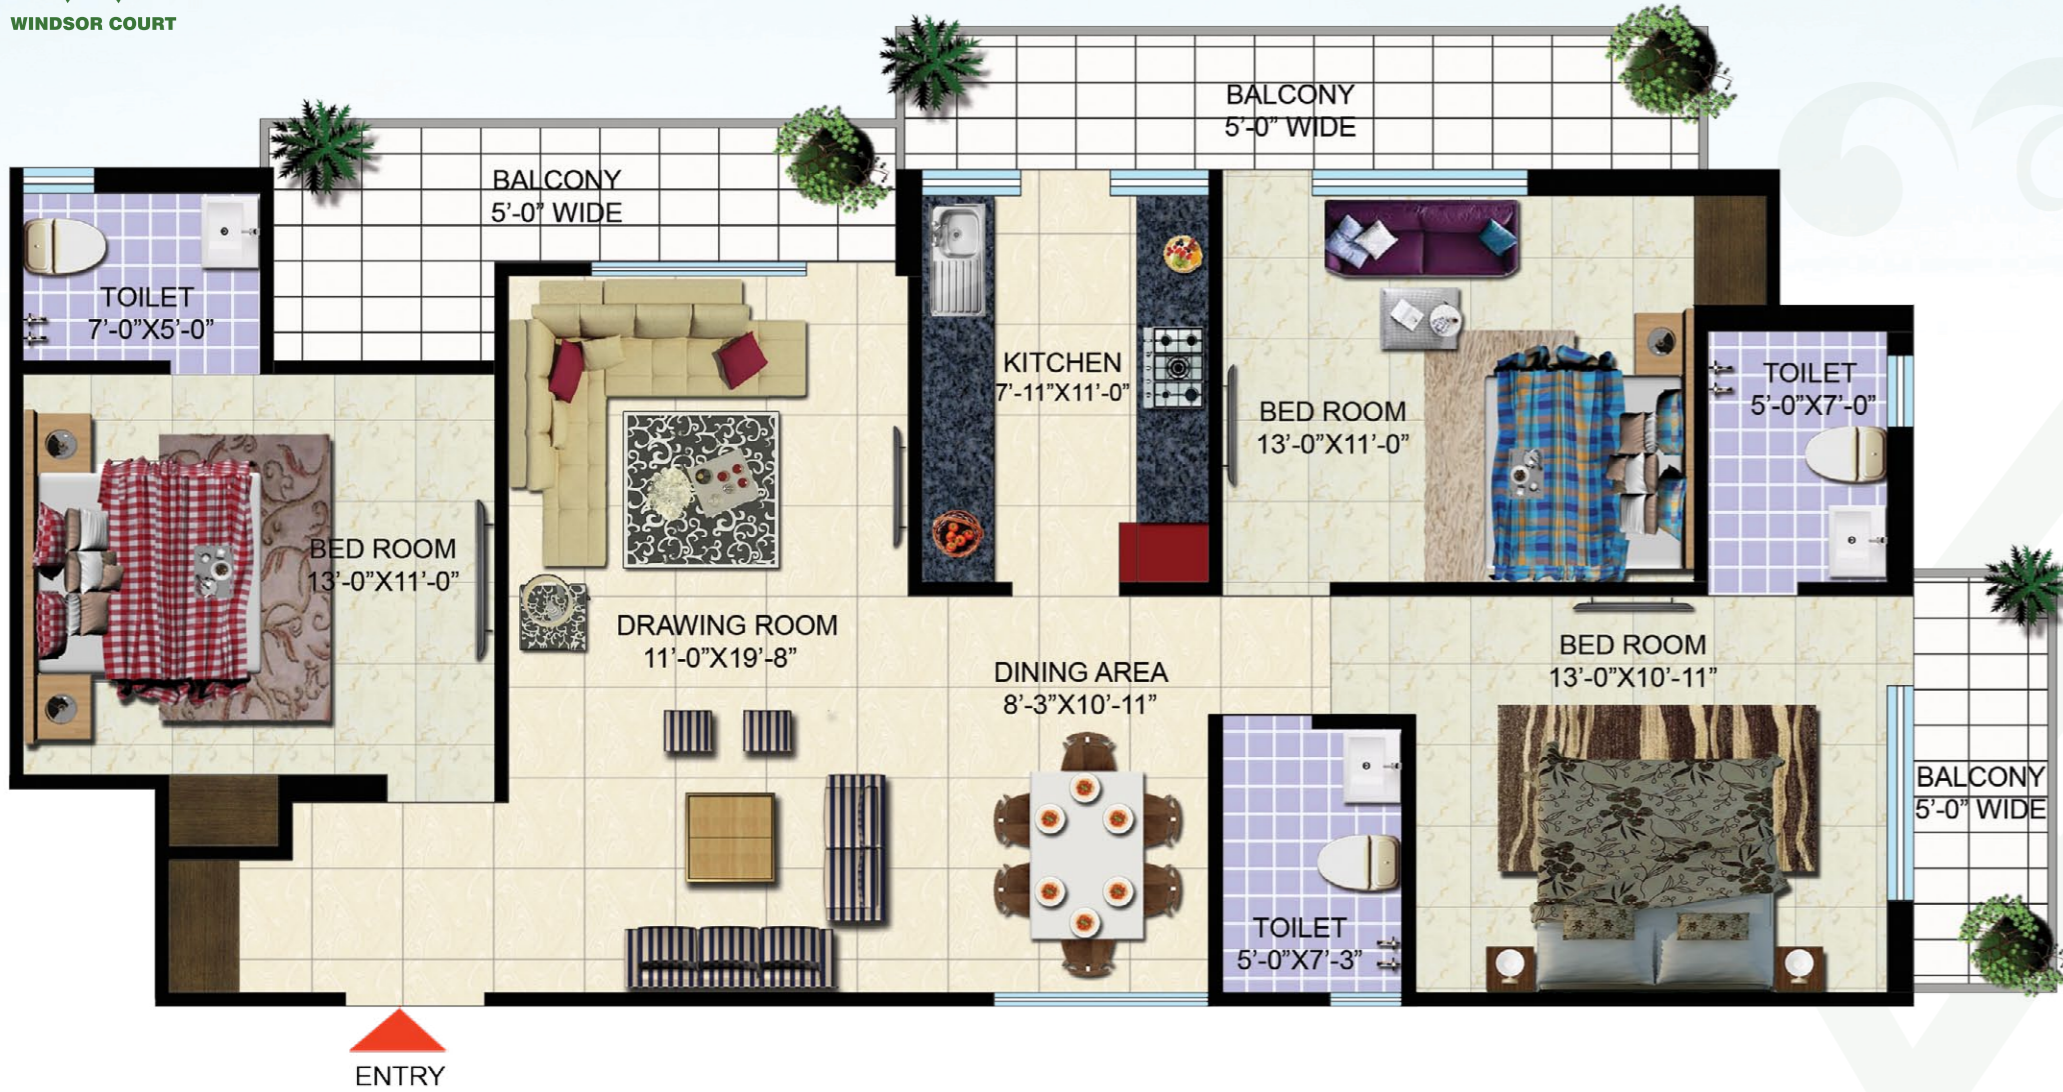 WINDSOR COURT
BALCONY
5'-0" WIDE
BALCONY
5'-0" WIDE
TOILET
7'-0"X5'-0"
KITCHEN
7'-11"X11'-0"
BED ROOM
13'-0"X11'-0"
TOILET
5'-0"X7'-0"
BED ROOM
13'-0"X11'-0"
DRAWING ROOM
11'-0"X19'-8"
DINING AREA
8'-3"X10'-11"
BED ROOM
13'-0"X10'-11"
BALCONY
5'-0" WIDE
TOILET
5'-0"X7'-3"
ENTRY